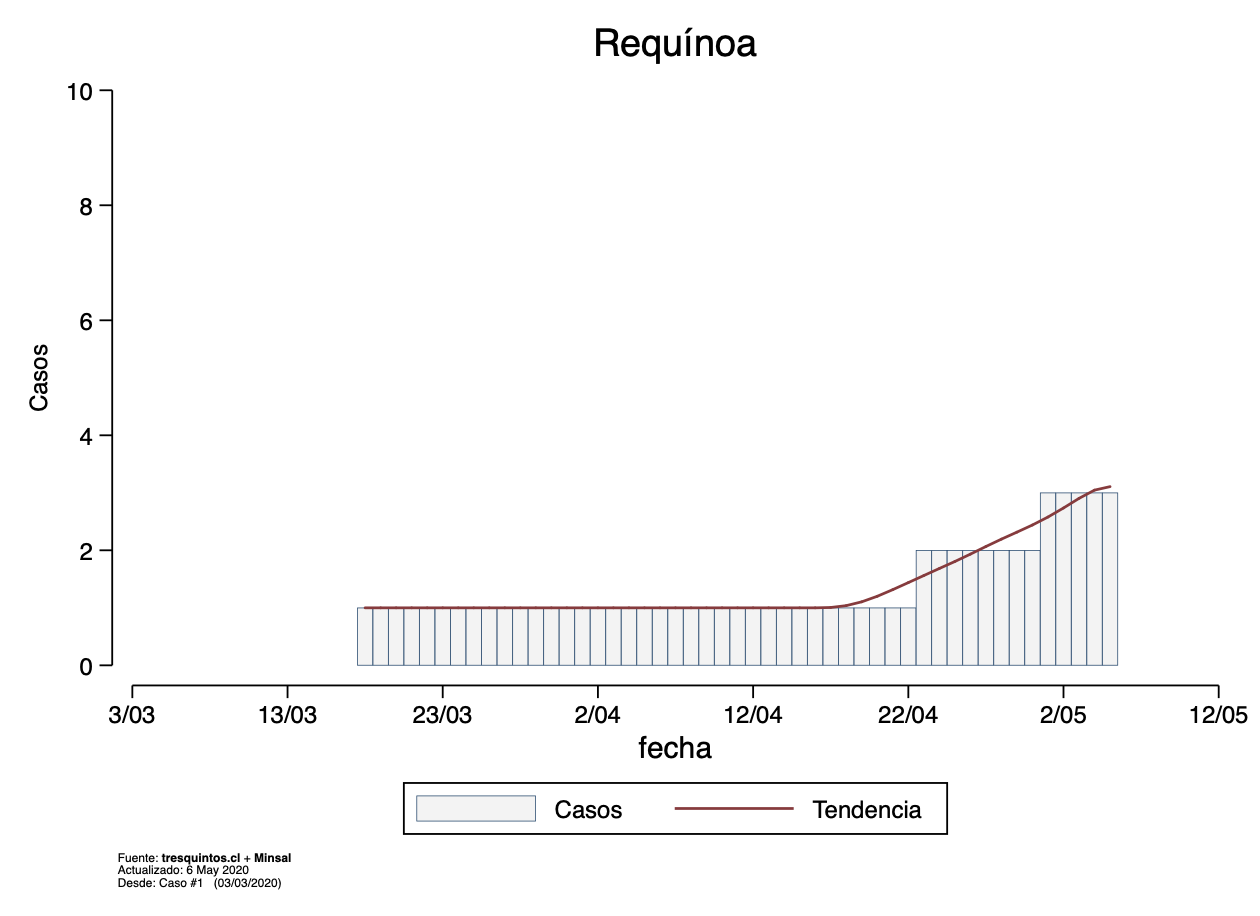 Requínoa
10
8
6
4
2
0
Casos
3/03 13/03 23/03 2/04 12/04 22/04 2/05 12/05
fecha
Casos Tendencia
Fuente: tresquintos.cl + Minsal
Actualizado: 6 May 2020
Desde: Caso #1 (03/03/2020)